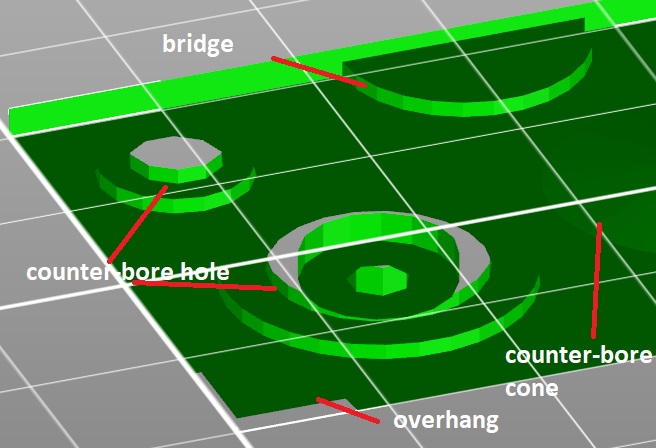 bridge
counter-bore hole
counter-bore
cone
overhang